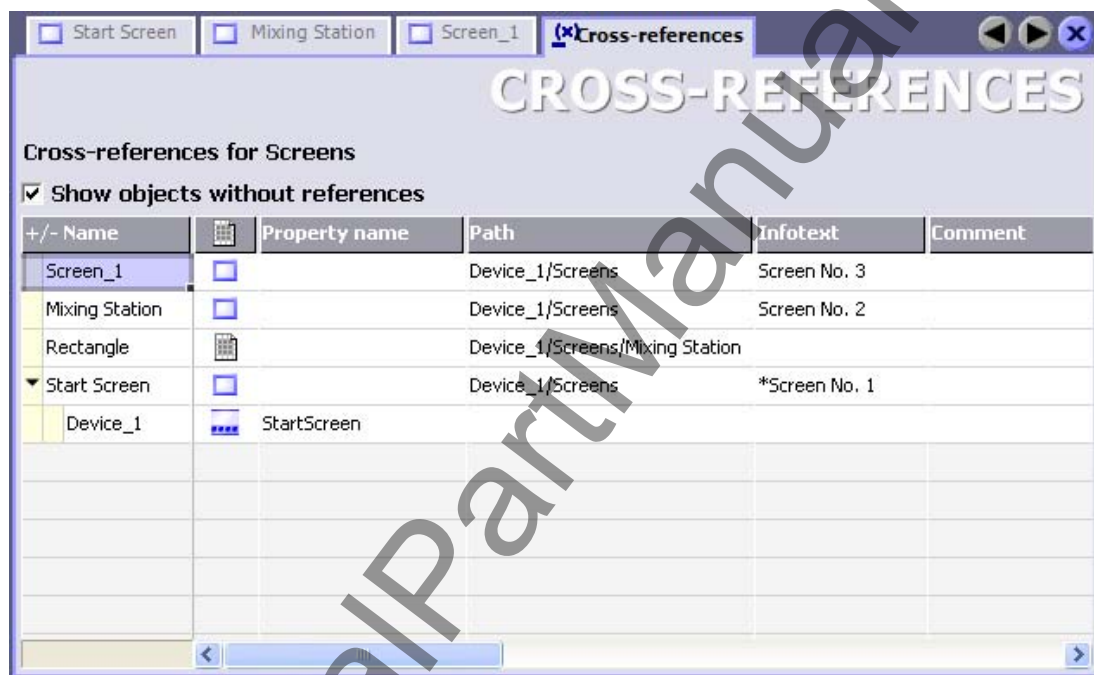 Start Screen Mixing Station Screen_1 (x)Cross-references
CROSS-REFERENCES
Cross-references for Screens
Show objects without references
+/- Name Property name Path Infotext Comment
Screen_1 Device_1/Screens Screen No. 3
Mixing Station Device_1/Screens Screen No. 2
Rectangle Device_1/Screens/Mixing Station
Start Screen Device_1/Screens *Screen No. 1
Device_1 StartScreen